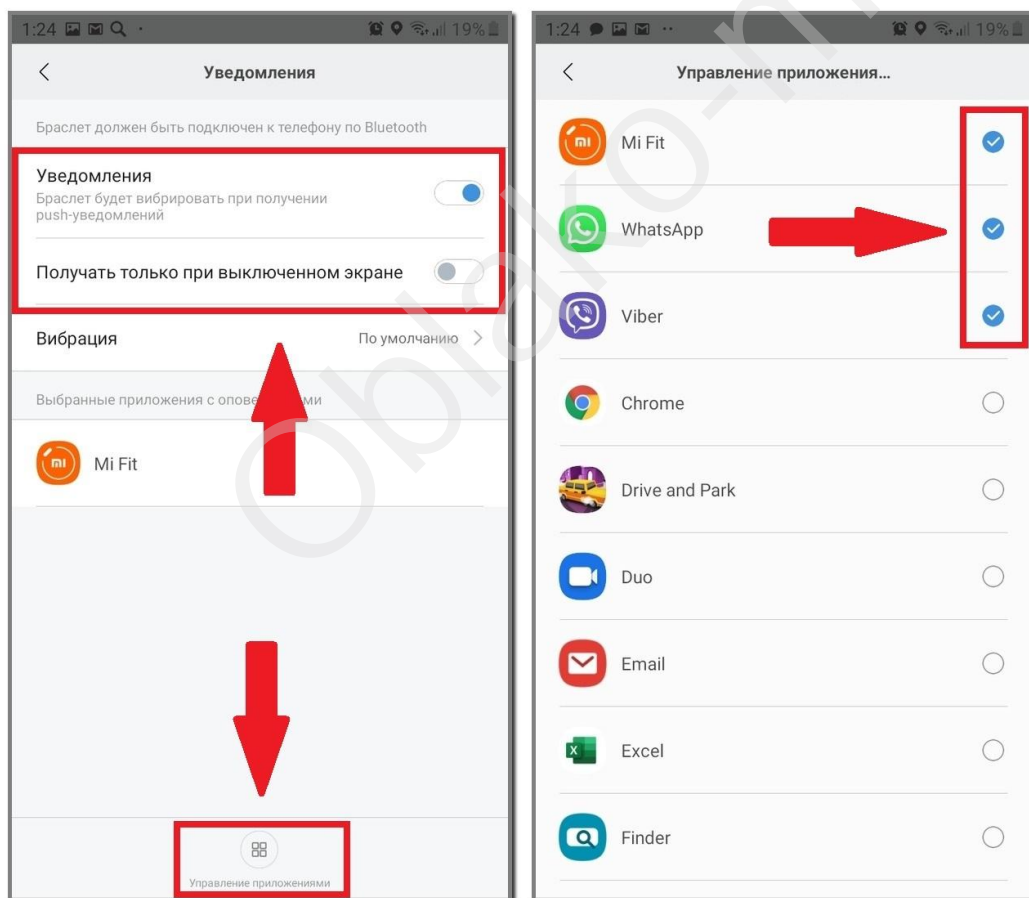 1:24
19%
Уведомления
Браслет должен быть подключен к телефону по Bluetooth
Уведомления
Браслет будет вибрировать при получении
push-уведомлений
Получать только при выключенном экране
Вибрация
По умолчанию
Выбранные приложения с
Mi Fit
Управление приложениями
1:24
19%
Управление приложения...
Mi Fit
WhatsApp
Viber
Chrome
Drive and Park
Duo
Email
Excel
Finder
Oblako-m